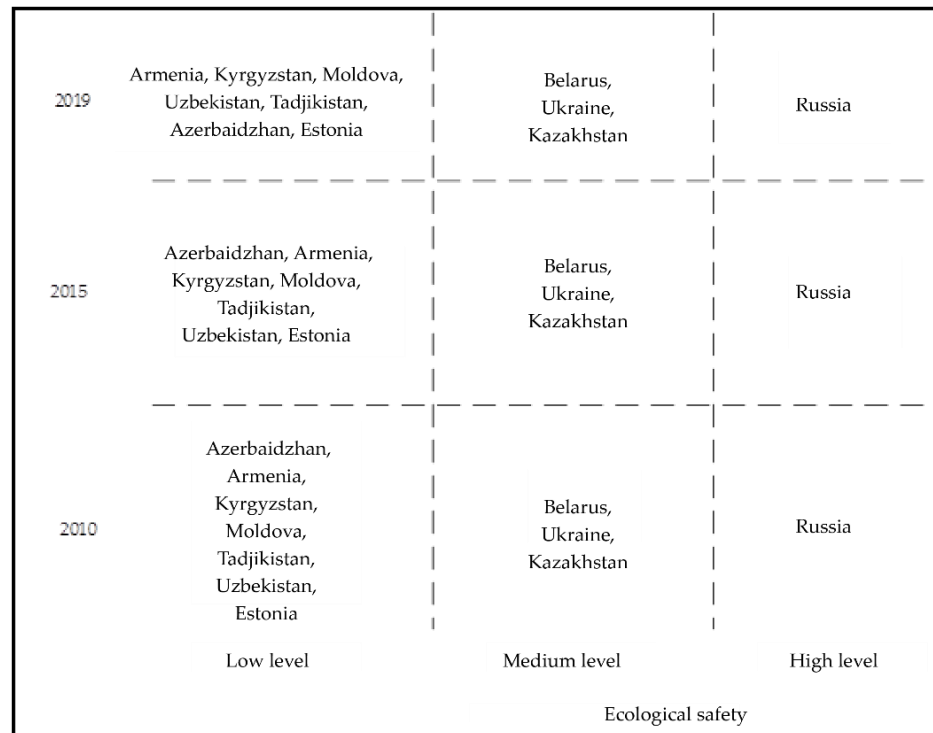 2019
Armenia, Kyrgyzstan, Moldova,
Uzbekistan, Tadjikistan,
Azerbaidzhan, Estonia
Belarus,
Ukraine,
Kazakhstan
Russia
2015
Azerbaidzhan, Armenia,
Kyrgyzstan, Moldova,
Tadjikistan,
Uzbekistan, Estonia
Belarus,
Ukraine,
Kazakhstan
Russia
2010
Azerbaidzhan,
Armenia,
Kyrgyzstan,
Moldova,
Tadjikistan,
Uzbekistan,
Estonia
Belarus,
Ukraine,
Kazakhstan
Russia
Low level
Medium level
High level
Ecological safety